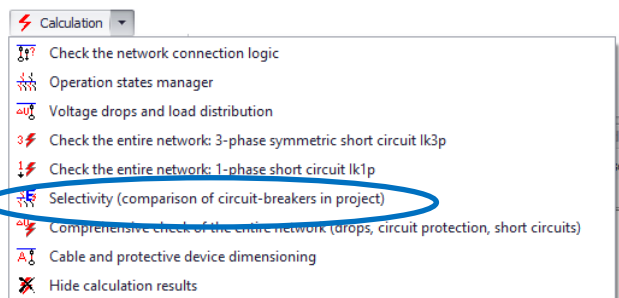 Calculation
Check the network connection logic
Operation states manager
Voltage drops and load distribution
Check the entire network: 3-phase symmetric short circuit Ik3p
Check the entire network: 1-phase short circuit Ik1p
Selectivity (comparison of circuit-breakers in project)
Comprehensive check of the entire network (drops, circuit protection, short circuits)
Cable and protective device dimensioning
Hide calculation results